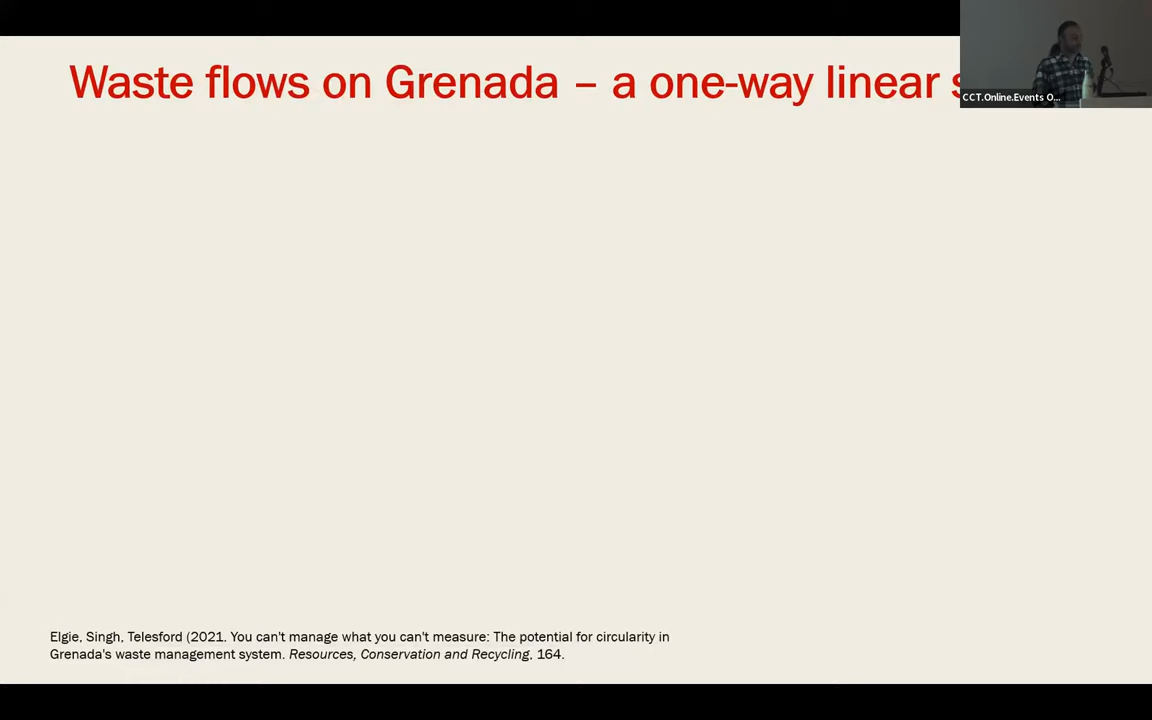 Waste flows on Grenada – a one-way linear
CCT.Online.Events O...
Elgie, Singh, Telesford (2021. You can't manage what you can't measure: The potential for circularity in
Grenada's waste management system. Resources, Conservation and Recycling, 164.